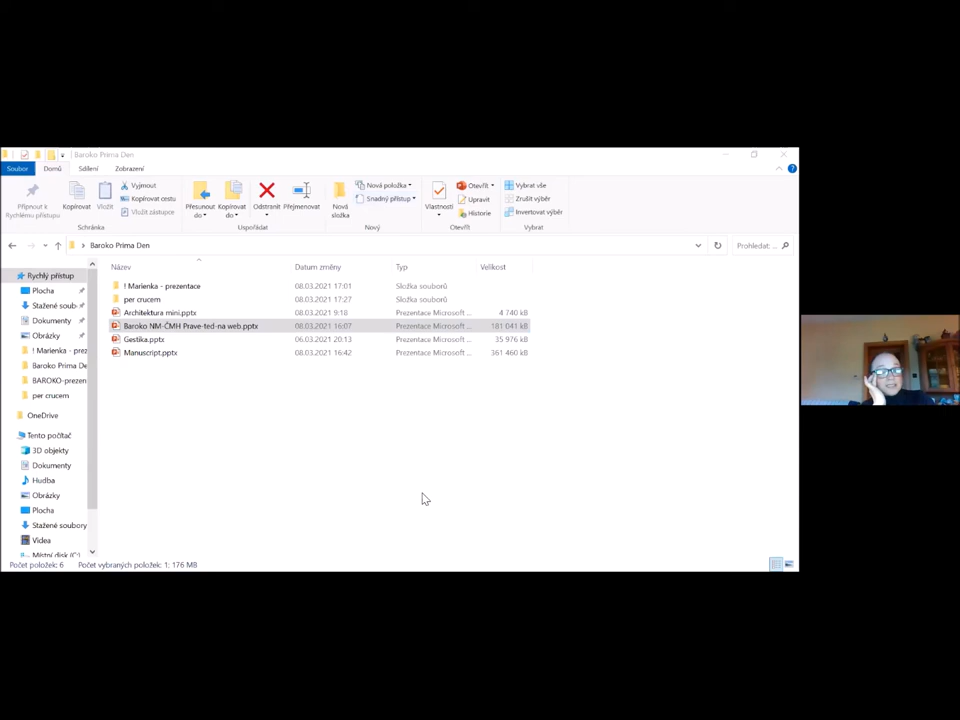 Baroko Prima Den
Soubor Domů Sdílení Zobrazení
Připnout k Rychlému přístupu
Kopírovat
Vložit
Vyjmout
Kopírovat cestu
Vložit zástupce
Schránka
Přesunout do
Kopírovat do
Odstranit
Přejmenovat
Uspořádat
Nová složka
Nová položka
Snadný přístup
Nový
Vlastnosti
Otevřít
Upravit
Historie
Otevřít
Vybrat vše
Zrušit výběr
Invertovat výběr
Vybrat
Baroko Prima Den
Prohledat: ...
Název Datum změny Typ Velikost
! Marienka - prezentace 08.03.2021 17:01 Složka souborů
per crucem 08.03.2021 17:27 Složka souborů
Architektura mini.pptx 08.03.2021 9:18 Prezentace Microsoft ... 4 740 kB
Baroko NM-ČMH Prave-ted-na web.pptx 08.03.2021 16:07 Prezentace Microsoft ... 181 041 kB
Gestika.pptx 06.03.2021 20:13 Prezentace Microsoft ... 35 976 kB
Manuscript.pptx 08.03.2021 16:42 Prezentace Microsoft ... 361 460 kB
Rychlý přístup
Plocha
Stažené soub
Dokumenty
Obrázky
! Marienka - prez
Baroko Prima De
BAROKO-prezen
per crucem
OneDrive
Tento počítač
3D objekty
Dokumenty
Hudba
Obrázky
Plocha
Stažené soubory
Videa
Místní disk (C:)
Počet položek: 6 Počet vybraných položek: 1: 176 MB